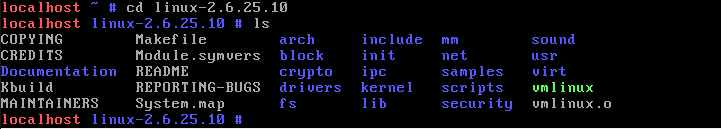 localhost ~ # cd linux-2.6.25.10
localhost linux-2.6.25.10 # ls
COPYING Makefile arch include mm sound
CREDITS Module.symvers block init net usr
Documentation README crypto ipc samples virt
Kbuild REPORTING-BUGS drivers kernel scripts vmlinux
MAINTAINERS System.map fs lib security vmlinux.o
localhost linux-2.6.25.10 #